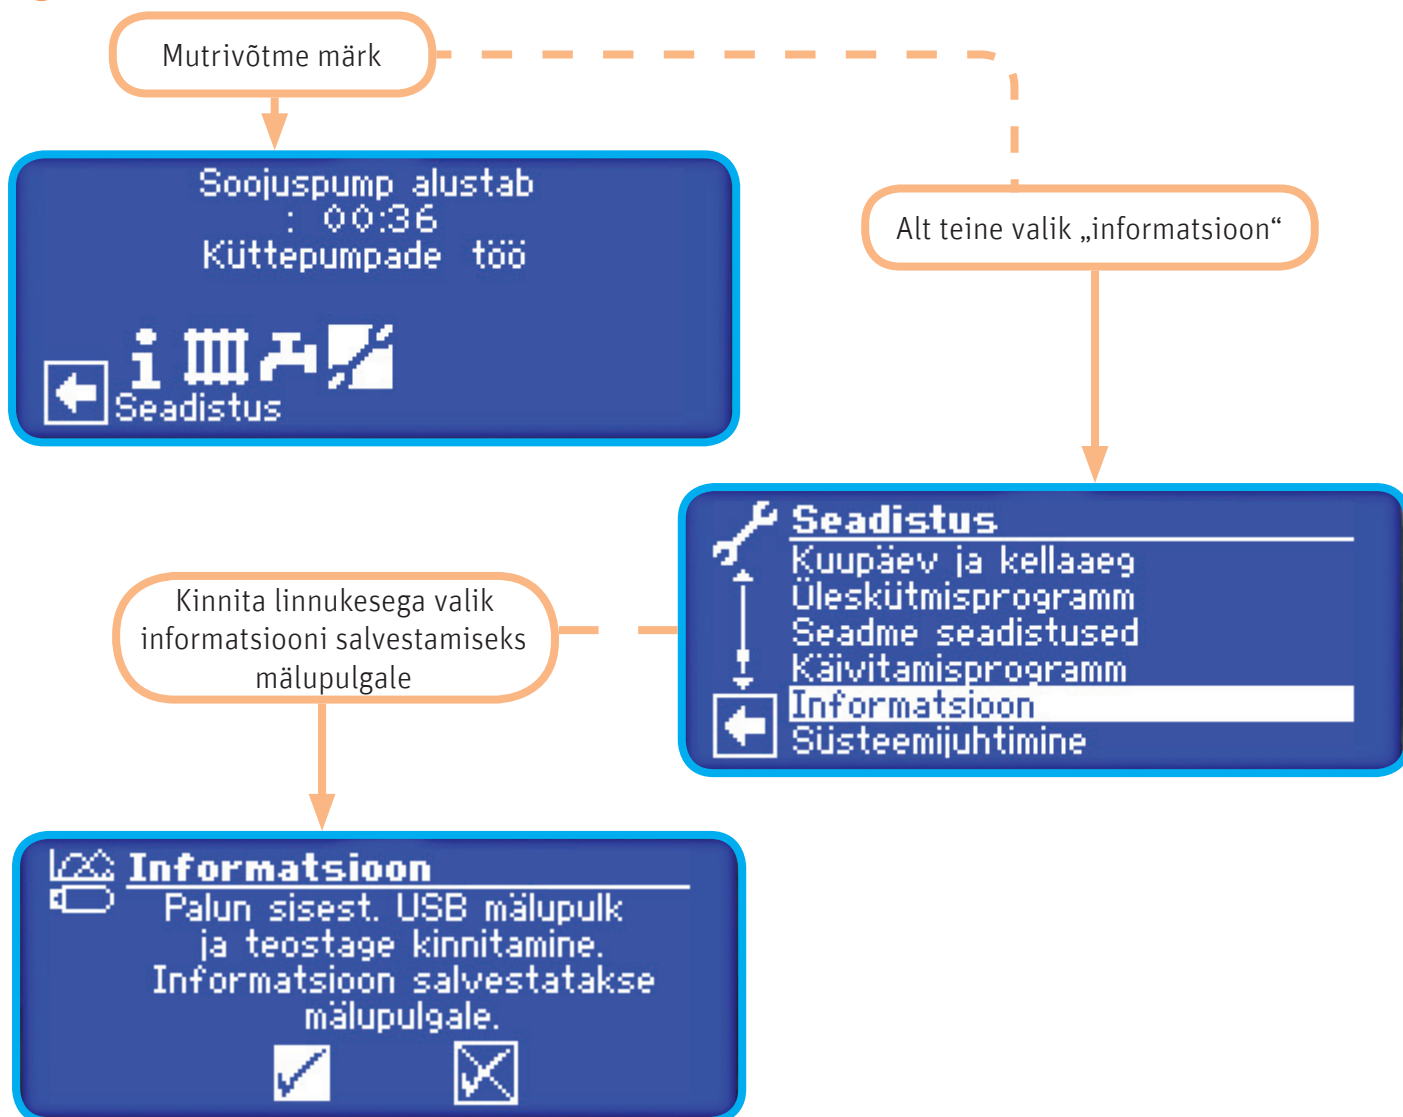 Mutrivõtme märk
Soojuspump alustab
: 00:36
Küttepumpade töö
Seadistus
Alt teine valik „informatsioon“
Seadistus
Kuupäev ja kellaaeg
Üleskütmisprogramm
Seadme seadistused
Käivitamisprogramm
Informatsioon
Süsteemijuhtimine
Kinnita linnukesega valik
informatsiooni salvestamiseks
mälupulgale
Informatsioon
Palun sisest. USB mälupulk
ja teostage kinnitamine.
Informatsioon salvestatakse
mälupulgale.